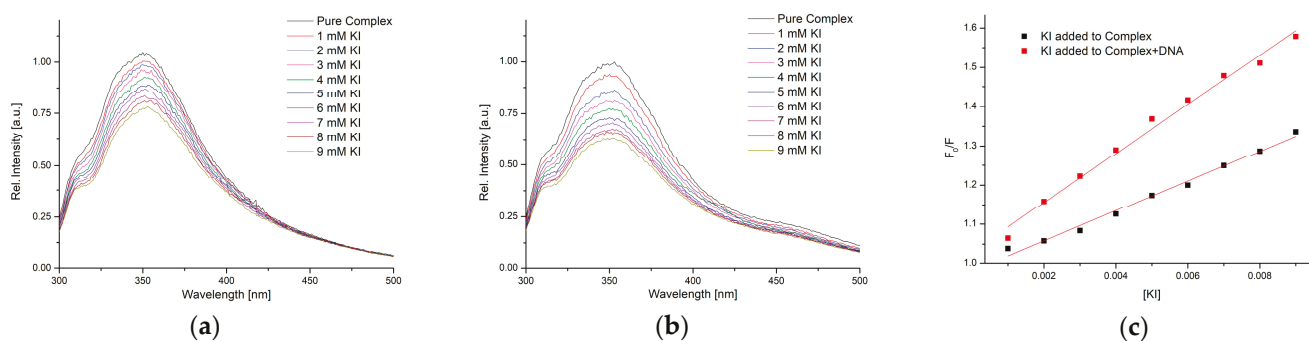 Rel. Intensity [a.u.]
1.00
0.75
0.50
0.25
0.00
300
350
400
450
500
Wavelength [nm]
Pure Complex
1 mM KI
2 mM KI
3 mM KI
4 mM KI
5 mM KI
6 mM KI
7 mM KI
8 mM KI
9 mM KI
(a)
Rel. Intensity [a.u.]
1.00
0.75
0.50
0.25
0.00
300
350
400
450
500
Wavelength [nm]
Pure Complex
1 mM KI
2 mM KI
3 mM KI
4 mM KI
5 mM KI
6 mM KI
7 mM KI
8 mM KI
9 mM KI
(b)
F0/F
1.6
1.5
1.4
1.3
1.2
1.1
1.0
0.002
0.004
0.006
0.008
[KI]
KI added to Complex
KI added to Complex+DNA
(c)